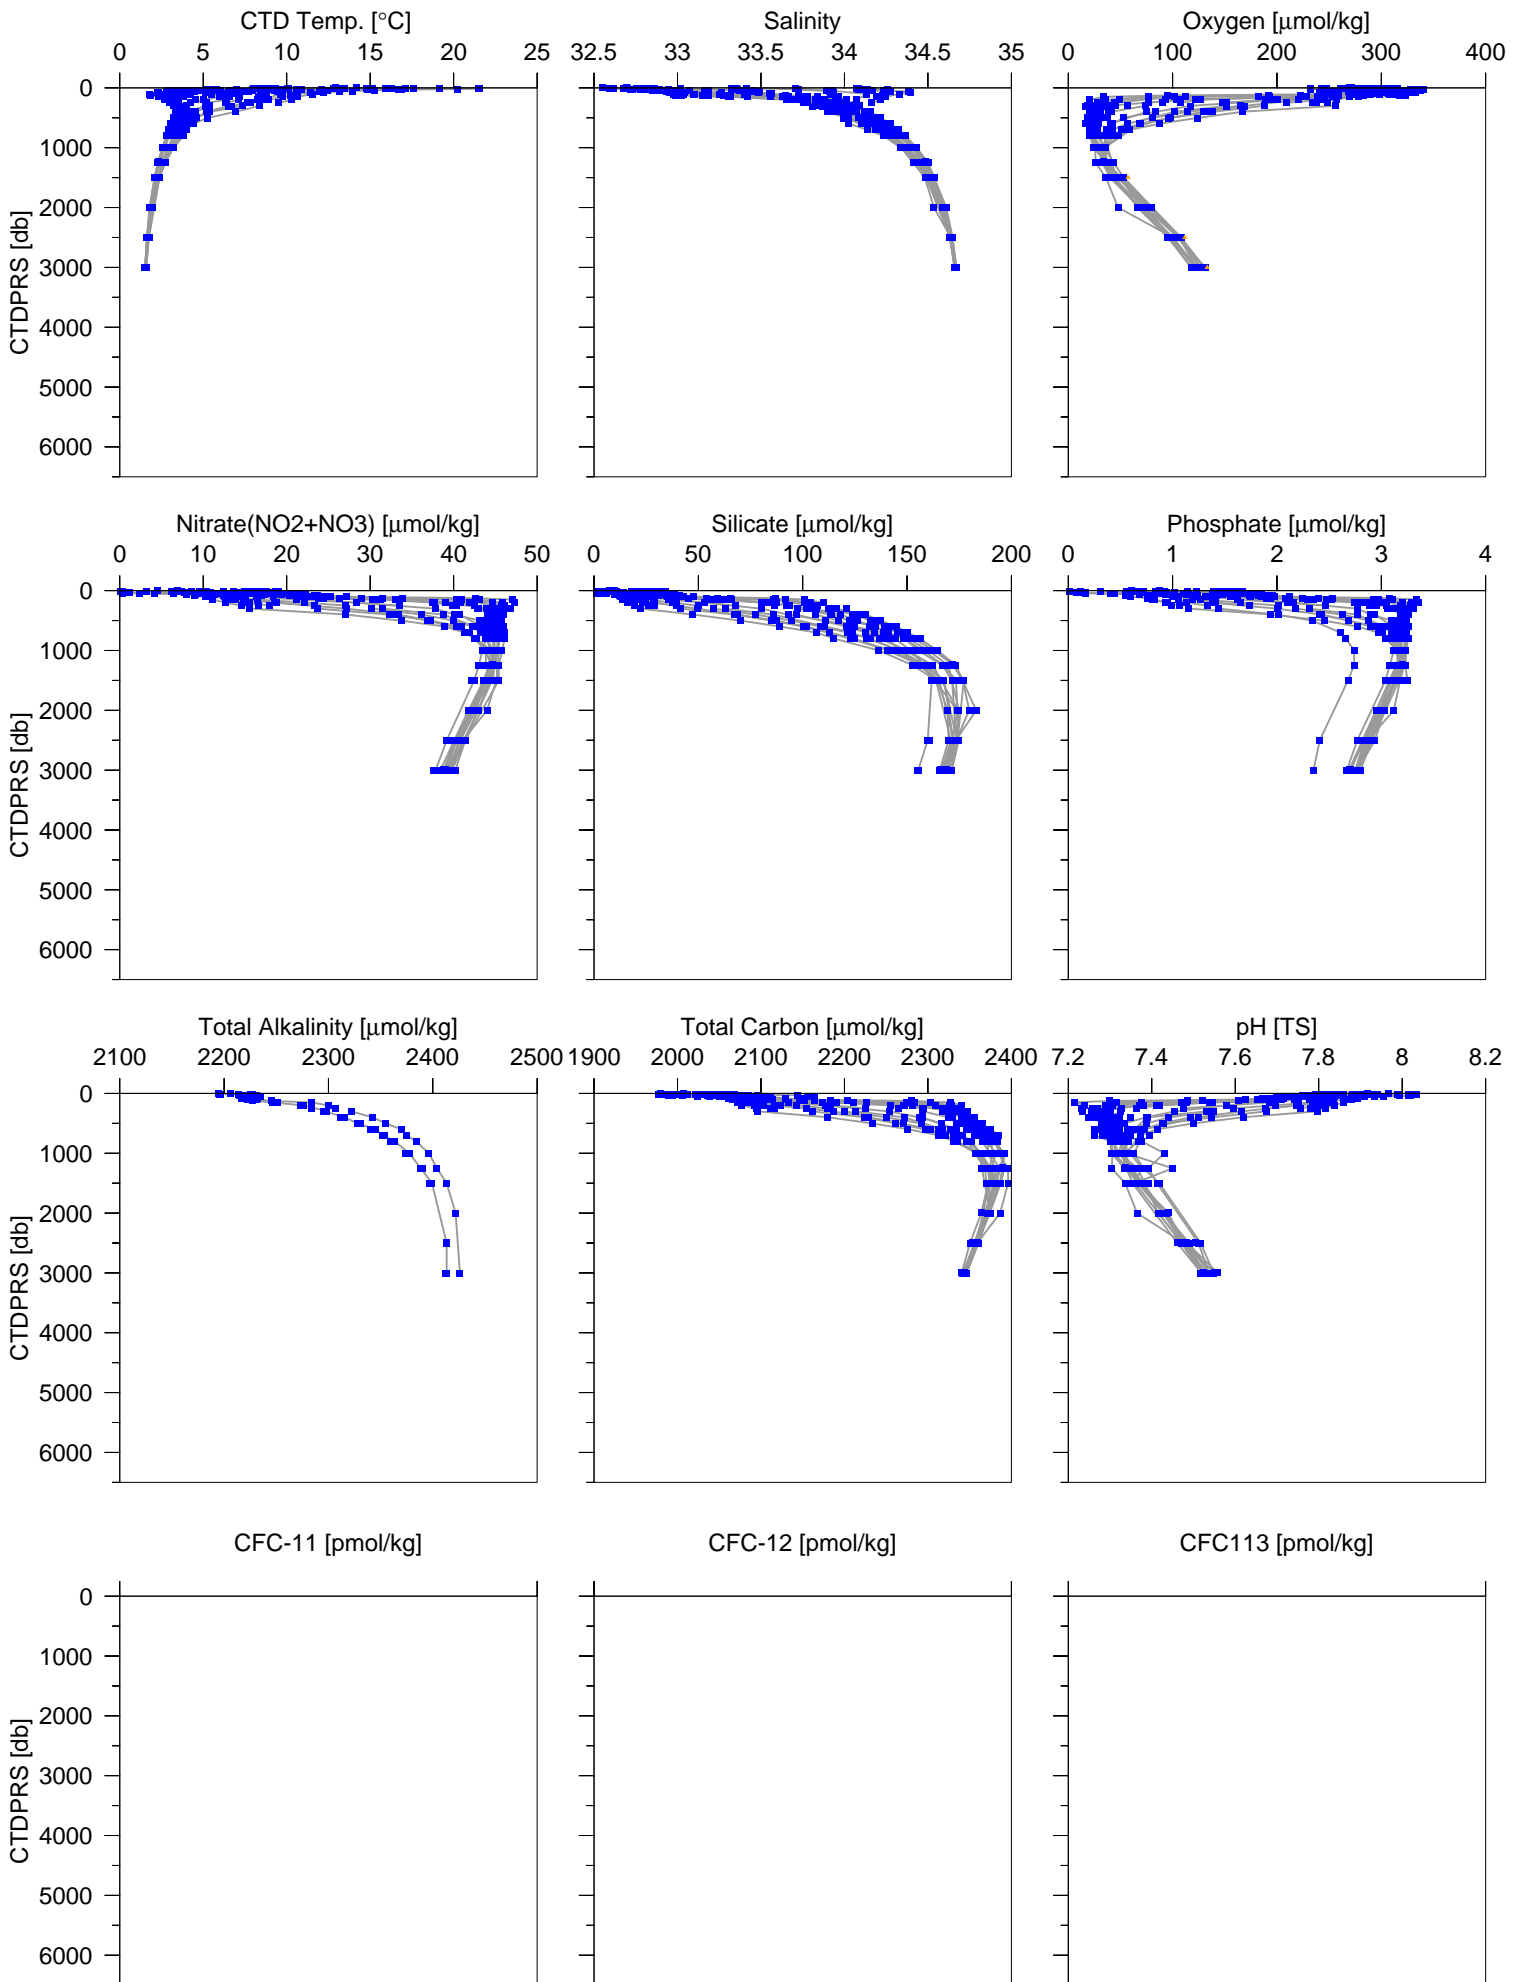 CTD Temp. [°C] Salinity Oxygen [μmol/kg]
0 5 10 15 20 25 32.5 33 33.5 34 34.5 35 0 100 200 300 400
0
1000
2000
3000
4000
5000
6000
CTDPRS [db]
Nitrate(NO2+NO3) [μmol/kg] Silicate [μmol/kg] Phosphate [μmol/kg]
0 10 20 30 40 50 0 50 100 150 200 0 1 2 3 4
0
1000
2000
3000
4000
5000
6000
CTDPRS [db]
Total Alkalinity [μmol/kg] Total Carbon [μmol/kg] pH [TS]
2100 2200 2300 2400 2500 1900 2000 2100 2200 2300 2400 7.2 7.4 7.6 7.8 8 8.2
0
1000
2000
3000
4000
5000
6000
CTDPRS [db]
CFC-11 [pmol/kg] CFC-12 [pmol/kg] CFC113 [pmol/kg]
0
1000
2000
3000
4000
5000
6000
CTDPRS [db]